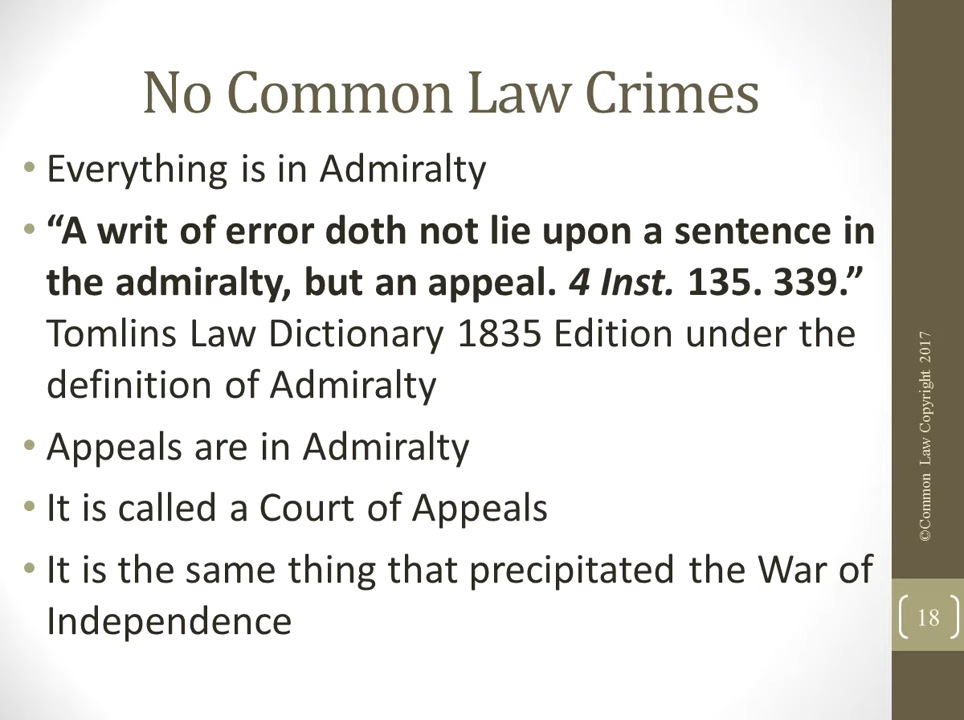 No Common Law Crimes
• Everything is in Admiralty
• “A writ of error doth not lie upon a sentence in
the admiralty, but an appeal. 4 Inst. 135. 339.”
Tomlins Law Dictionary 1835 Edition under the
definition of Admiralty
• Appeals are in Admiralty
• It is called a Court of Appeals
• It is the same thing that precipitated the War of
Independence
©Common Law Copyright 2017
18